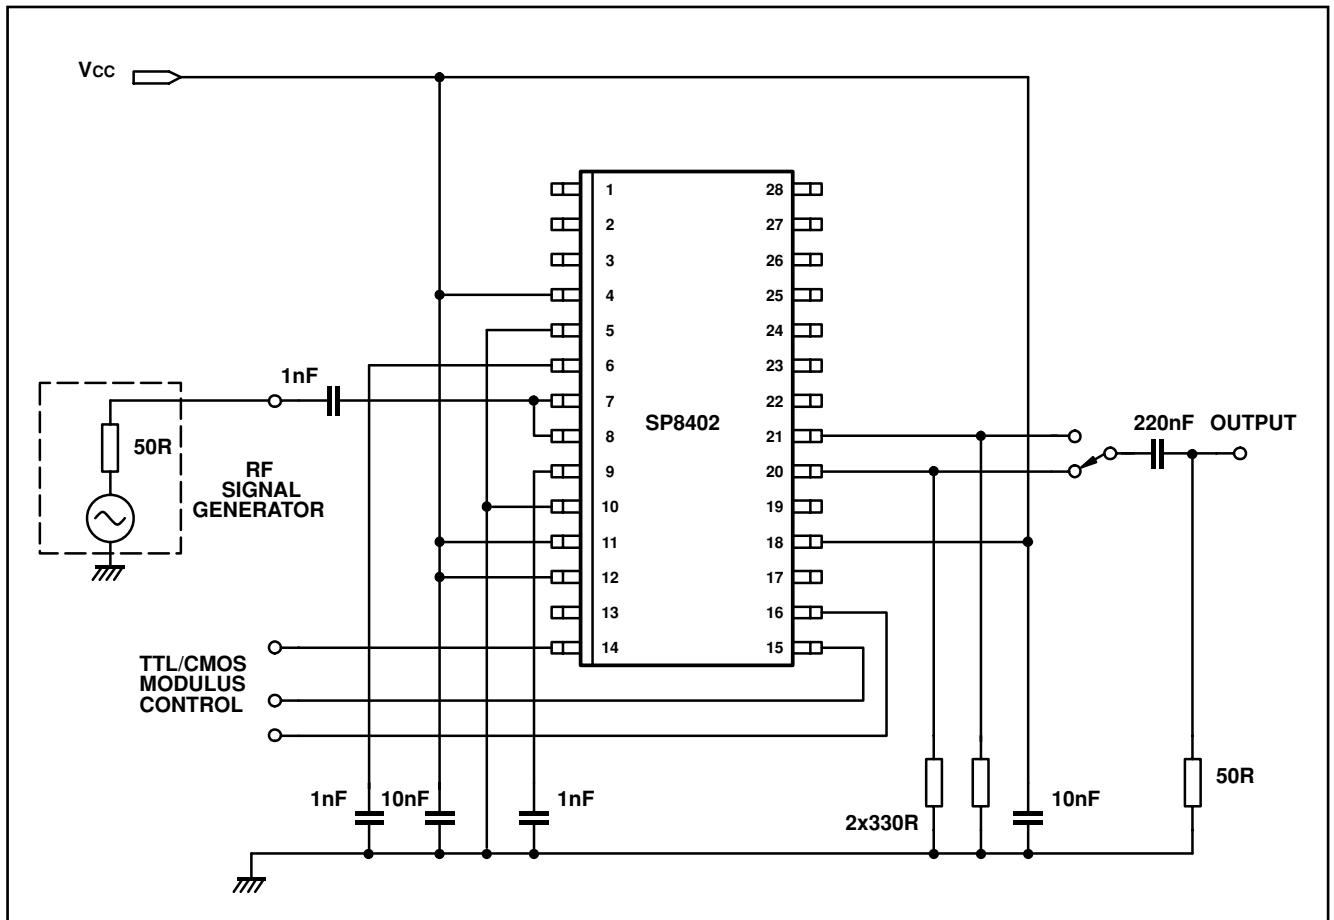 VCC
1
28
2
27
3
26
4
25
5
24
6
23
1nF
7
22
8
SP8402
21
220nF OUTPUT
50R
9
20
RF
SIGNAL
GENERATOR
10
19
11
18
12
17
13
16
14
15
TTL/CMOS
MODULUS
CONTROL
50R
1nF
10nF
1nF
10nF
2x330R